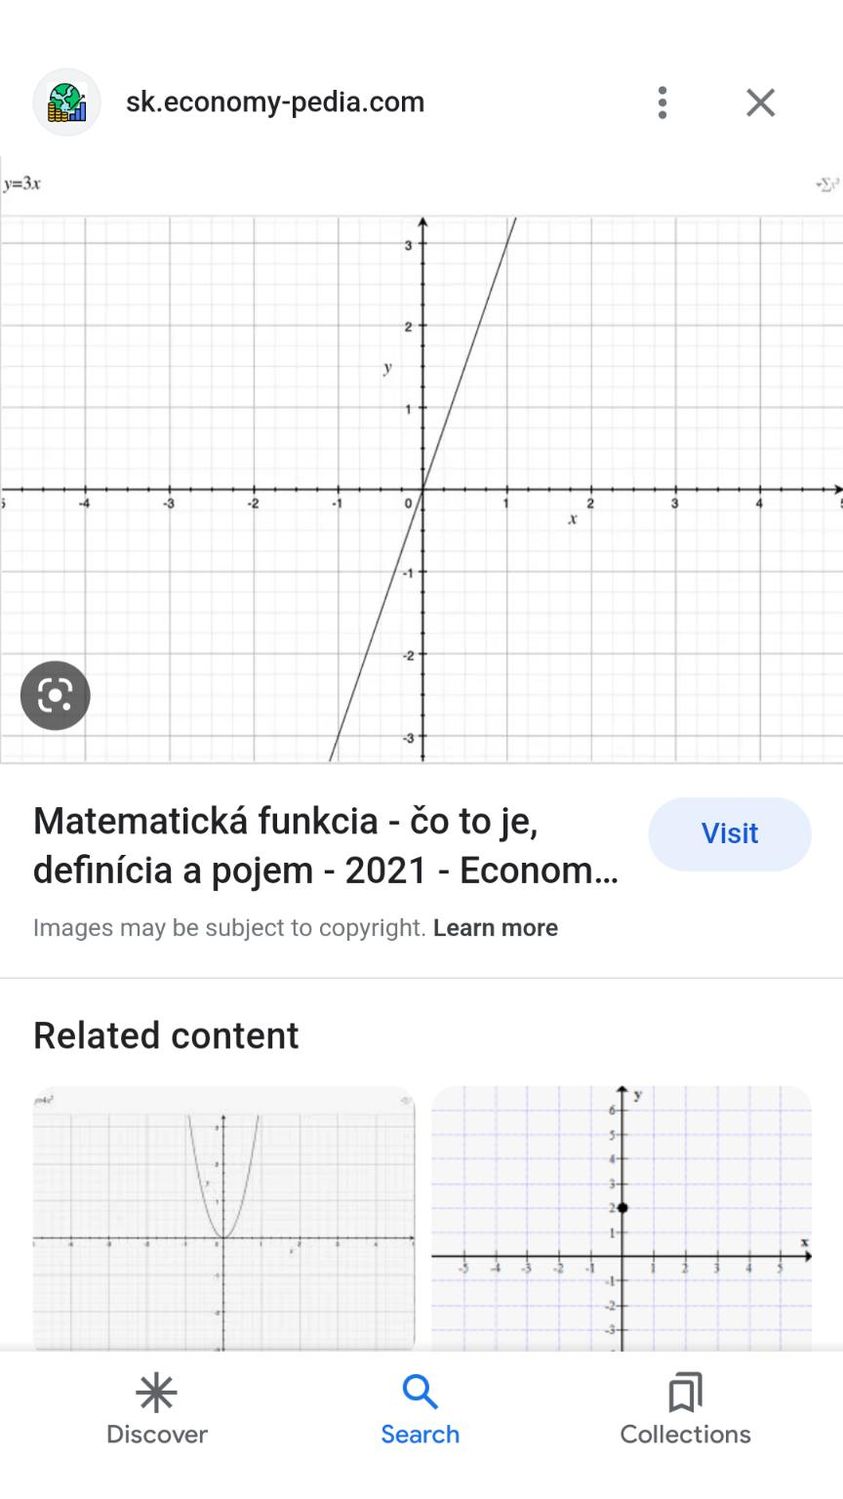 sk.economy-pedia.com
y=3x
3
2
y
1
-4 -3 -2 -1 0 1 2 3 4
x
-1
-2
-3
Matematická funkcia - čo to je,
definícia a pojem - 2021 - Econom...
Visit
Images may be subject to copyright. Learn more
Related content
y
6
5
4
3
2
1
x
-5 -4 -3 -2 -1 1 2 3 4 5
-1
-2
-3
Discover
Search
Collections